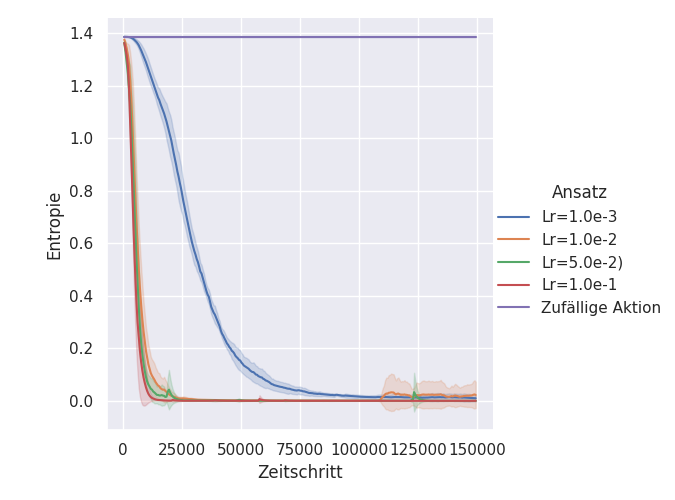 1.4
1.2
1.0
0.8
0.6
0.4
0.2
0.0
Entropie
0 25000 50000 75000 100000 125000 150000
Zeitschritt
Ansatz
Lr=1.0e-3
Lr=1.0e-2
Lr=5.0e-2)
Lr=1.0e-1
Zufällige Aktion